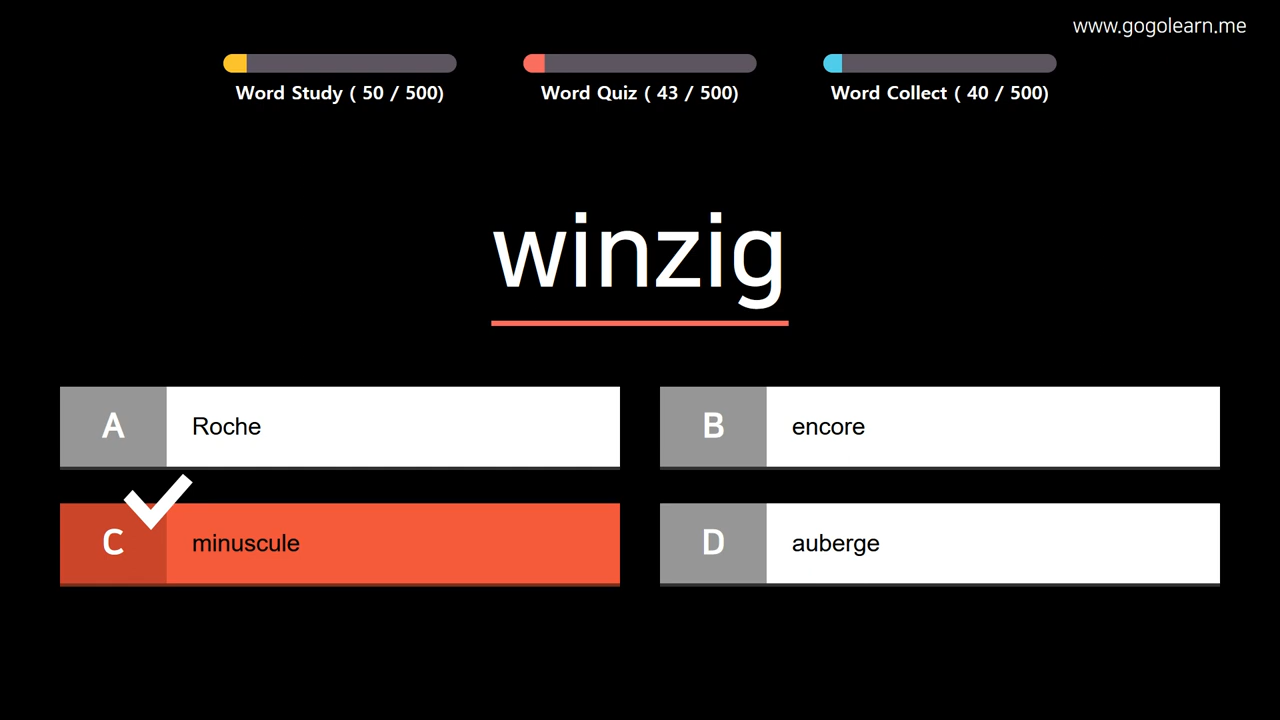 www.gogolearn.me
Word Study ( 50 / 500)
Word Quiz ( 43 / 500)
Word Collect ( 40 / 500)
winzig
A Roche
B encore
C minuscule
D auberge